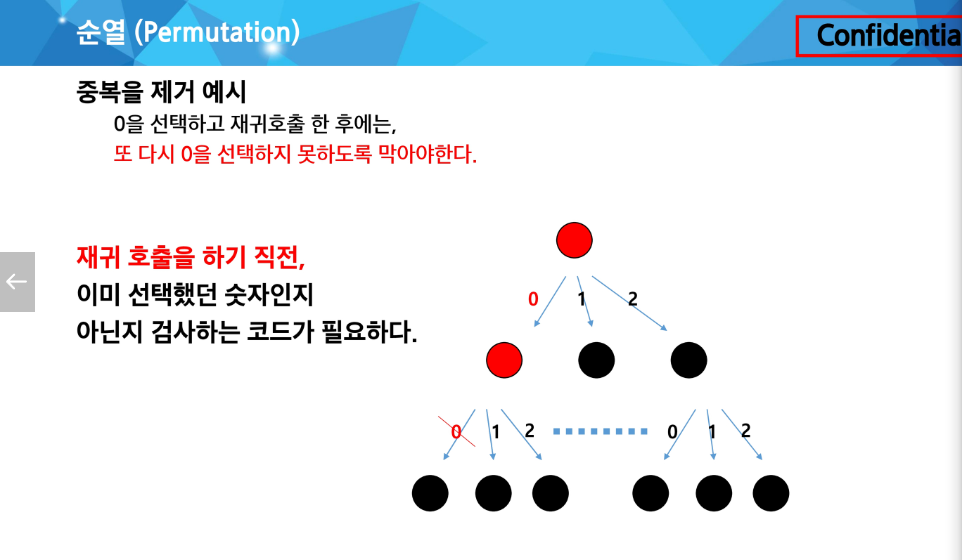 순열 (Permutation)
Confidentia
중복을 제거 예시
0을 선택하고 재귀호출 한 후에는,
또 다시 0을 선택하지 못하도록 막아야한다.
재귀 호출을 하기 직전,
이미 선택했던 숫자인지
아닌지 검사하는 코드가 필요하다.
0 1 2
0 1 2 0 1 2